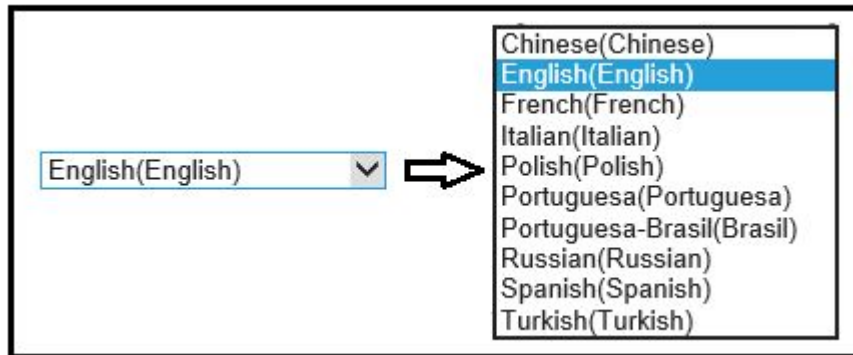 English(English)
Chinese(Chinese)
English(English)
French(French)
Italian(Italian)
Polish(Polish)
Portuguesa(Portuguesa)
Portuguesa-Brasil(Brasil)
Russian(Russian)
Spanish(Spanish)
Turkish(Turkish)